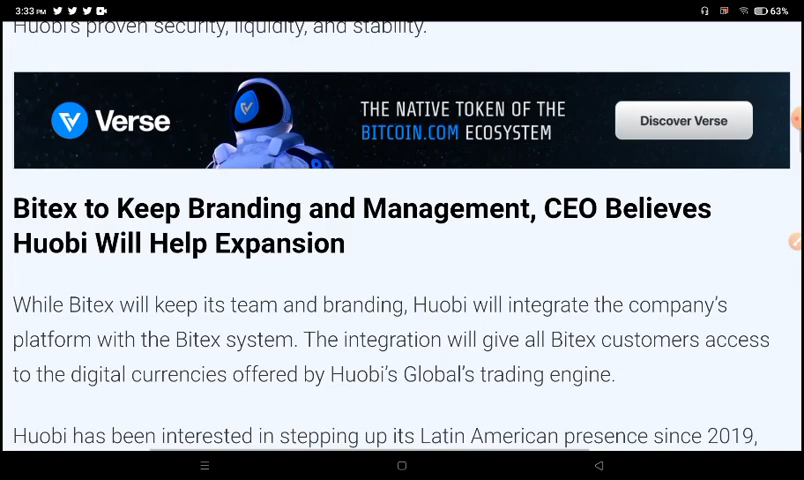 3:33 PM
63%
Huobi's proven security, liquidity, and stability.
Verse
THE NATIVE TOKEN OF THE
BITCOIN.COM ECOSYSTEM
Discover Verse
Bitex to Keep Branding and Management, CEO Believes
Huobi Will Help Expansion
While Bitex will keep its team and branding, Huobi will integrate the company's
platform with the Bitex system. The integration will give all Bitex customers access
to the digital currencies offered by Huobi's Global's trading engine.
Huobi has been interested in stepping up its Latin American presence since 2019,